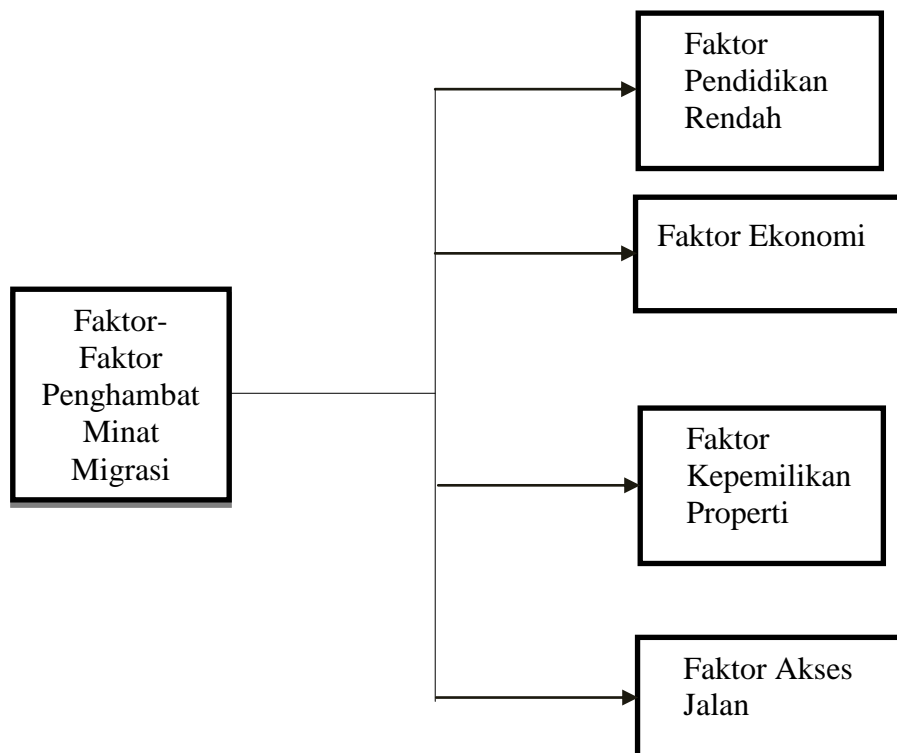 Faktor-
Faktor
Penghambat
Minat
Migrasi
Faktor
Pendidikan
Rendah
Faktor Ekonomi
Faktor
Kepemilikan
Properti
Faktor Akses
Jalan